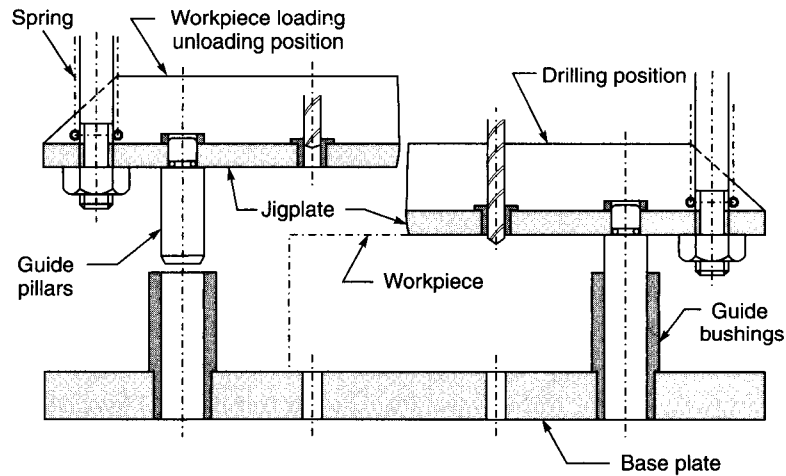 Spring
Workpiece loading
unloading position
Drilling position
Jigplate
Guide
pillars
Workpiece
Guide
bushings
Base plate